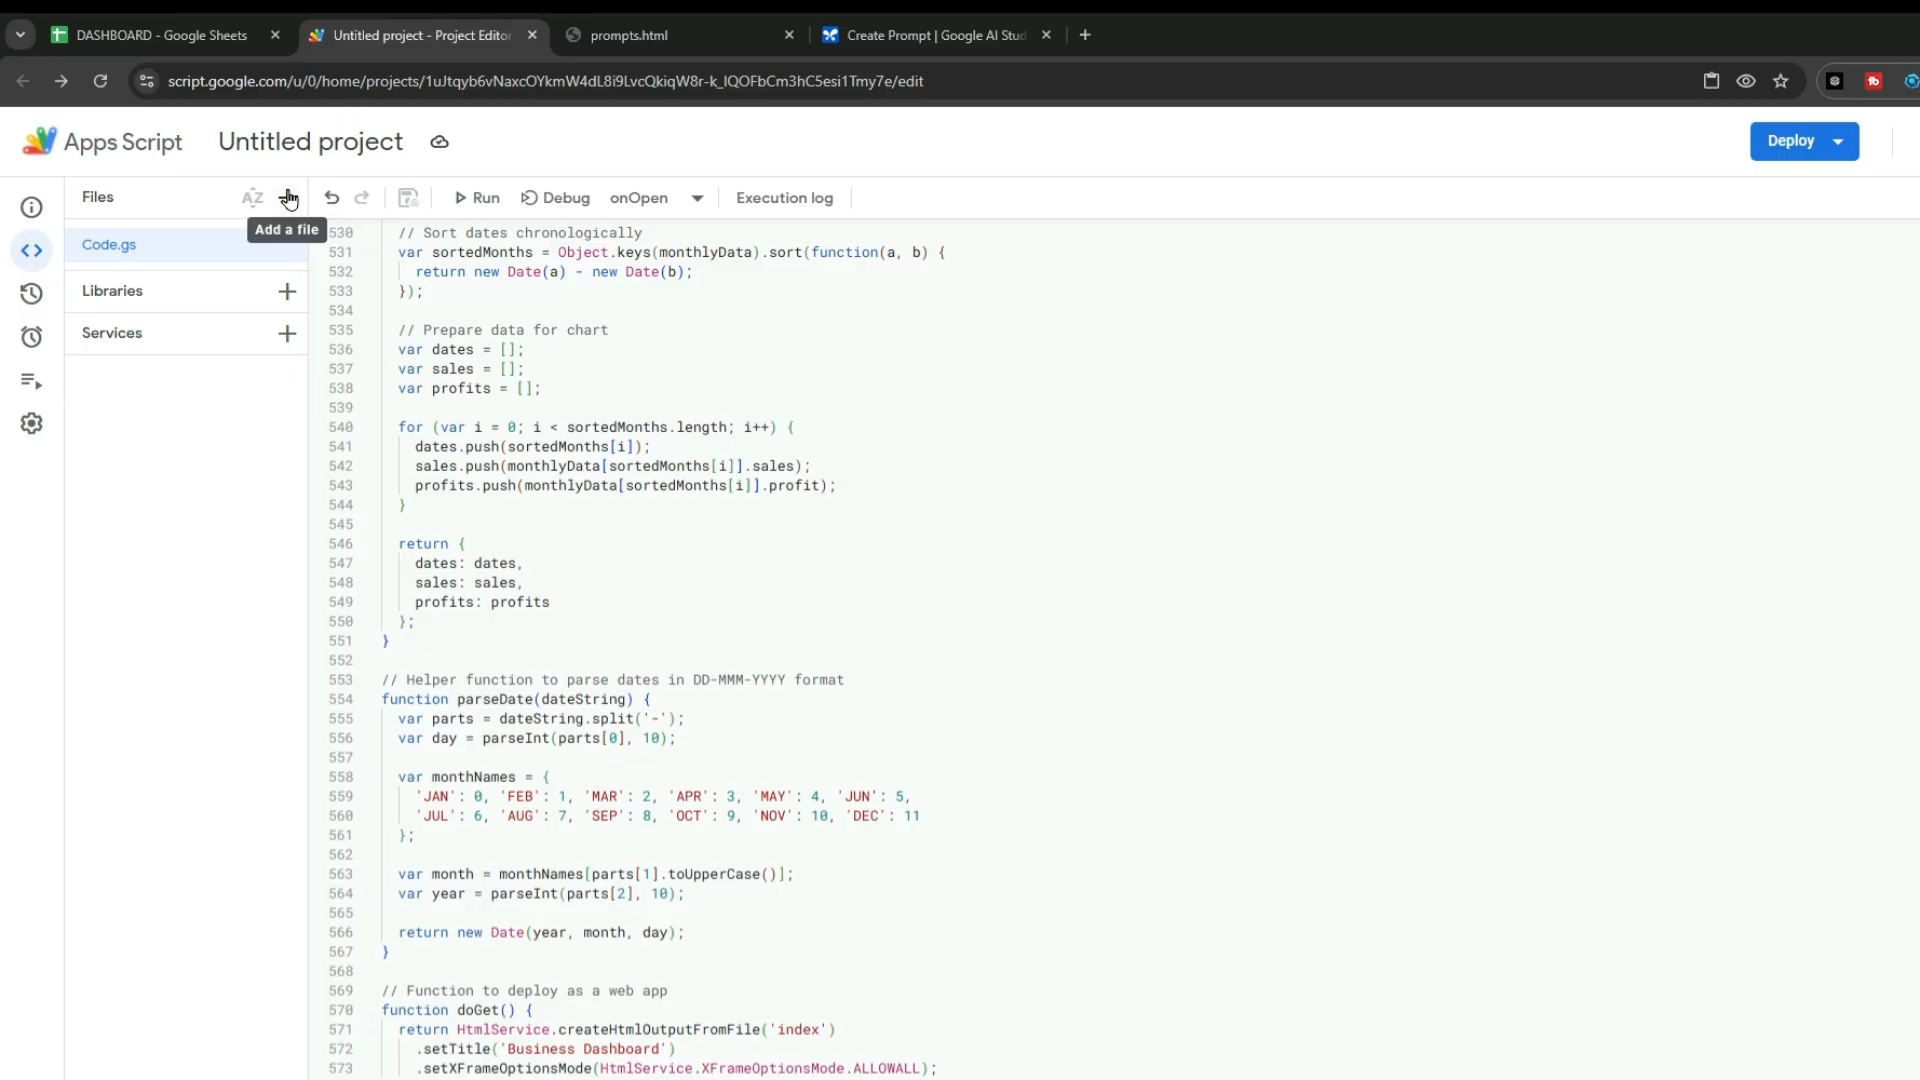 DASHBOARD - Google Sheets
Untitled project - Project Editor
prompts.html
Create Prompt | Google AI Stud
script.google.com/u/0/home/projects/1uJtqyb6vNaxcOYkmW4dL8i9LvcQkiqW8r-k_lQOFbCm3hC5esi1Tmy7e/edit
Apps Script
Untitled project
Deploy
Files
AZ
Run
Debug
onOpen
Execution log
Add a file
Code.gs
Libraries
Services
530 // Sort dates chronologically
531 var sortedMonths = Object.keys(monthlyData).sort(function(a, b) {
532 return new Date(a) - new Date(b);
533 });
534
535 // Prepare data for chart
536 var dates = [];
537 var sales = [];
538 var profits = [];
539
540 for (var i = 0; i < sortedMonths.length; i++) {
541 dates.push(sortedMonths[i]);
542 sales.push(monthlyData[sortedMonths[i]].sales);
543 profits.push(monthlyData[sortedMonths[i]].profit);
544 }
545
546 return {
547 dates: dates,
548 sales: sales,
549 profits: profits
550 };
551 }
552
553 // Helper function to parse dates in DD-MMM-YYYY format
554 function parseDate(dateString) {
555 var parts = dateString.split('-');
556 var day = parseInt(parts[0], 10);
557
558 var monthNames = {
559 'JAN': 0, 'FEB': 1, 'MAR': 2, 'APR': 3, 'MAY': 4, 'JUN': 5,
560 'JUL': 6, 'AUG': 7, 'SEP': 8, 'OCT': 9, 'NOV': 10, 'DEC': 11
561 };
562
563 var month = monthNames[parts[1].toUpperCase()];
564 var year = parseInt(parts[2], 10);
565
566 return new Date(year, month, day);
567 }
568
569 // Function to deploy as a web app
570 function doGet() {
571 return HtmlService.createHtmlOutputFromFile('index')
572 .setTitle('Business Dashboard')
573 .setXFrameOptionsMode(HtmlService.XFrameOptionsMode.ALLOWALL);